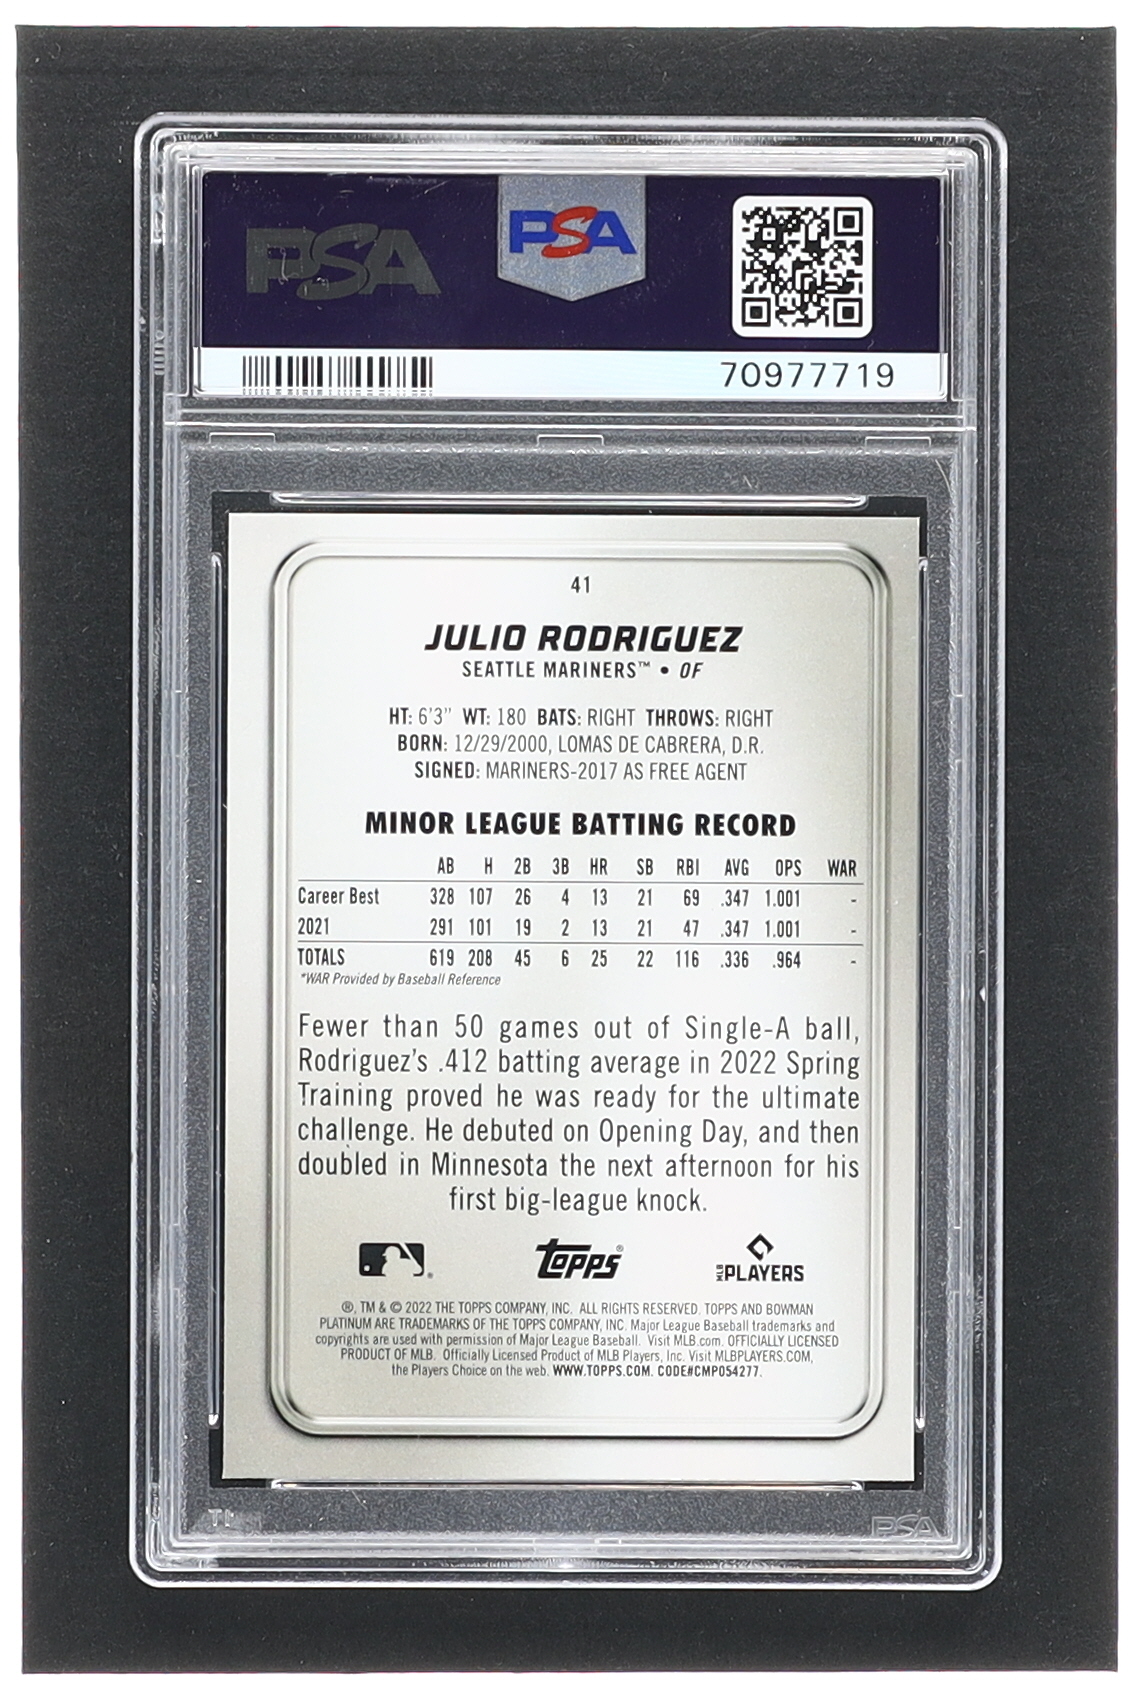 PSA PSA
70977719
41
JULIO RODRIGUEZ
SEATTLE MARINERS™ • OF
HT: 6'3" WT: 180 BATS: RIGHT THROWS: RIGHT
BORN: 12/29/2000, LOMAS DE CABRERA, D.R.
SIGNED: MARINERS-2017 AS FREE AGENT
MINOR LEAGUE BATTING RECORD
AB H 2B 3B HR SB RBI AVG OPS WAR
Career Best 328 107 26 4 13 21 69 .347 1.001 -
2021 291 101 19 2 13 21 47 .347 1.001 -
TOTALS 619 208 45 6 25 22 116 .336 .964 -
*WAR Provided by Baseball Reference
Fewer than 50 games out of Single-A ball,
Rodriguez's .412 batting average in 2022 Spring
Training proved he was ready for the ultimate
challenge. He debuted on Opening Day, and then
doubled in Minnesota the next afternoon for his
first big-league knock.
TOPPS® MLB PLAYERS
®, TM & © 2022 THE TOPPS COMPANY, INC. ALL RIGHTS RESERVED. TOPPS AND BOWMAN
PLATINUM ARE TRADEMARKS OF THE TOPPS COMPANY, INC. Major League Baseball trademarks and
copyrights are used with permission of Major League Baseball. Visit MLB.com. OFFICIALLY LICENSED
PRODUCT OF MLB. Officially Licensed Product of MLB Players, Inc. Visit MLBPLAYERS.COM,
the Players Choice on the web. WWW.TOPPS.COM. CODE#CMP054277.
PSA